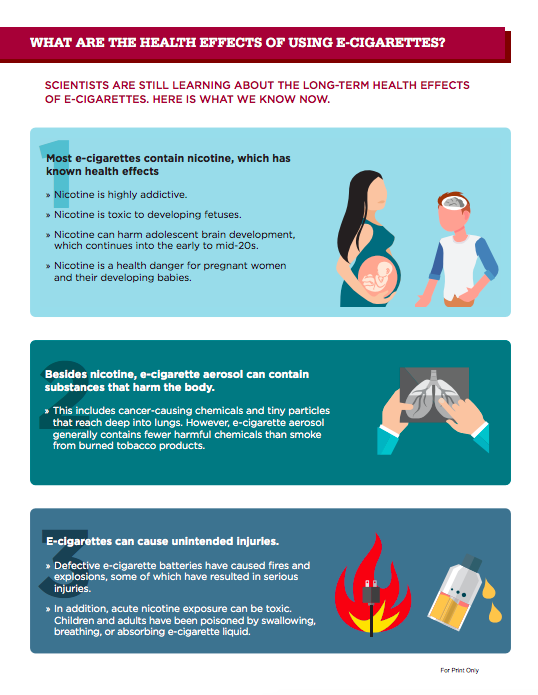 WHAT ARE THE HEALTH EFFECTS OF USING E-CIGARETTES?
SCIENTISTS ARE STILL LEARNING ABOUT THE LONG-TERM HEALTH EFFECTS
OF E-CIGARETTES. HERE IS WHAT WE KNOW NOW.
1
Most e-cigarettes contain nicotine, which has
known health effects
» Nicotine is highly addictive.
» Nicotine is toxic to developing fetuses.
» Nicotine can harm adolescent brain development,
which continues into the early to mid-20s.
» Nicotine is a health danger for pregnant women
and their developing babies.
2
Besides nicotine, e-cigarette aerosol can contain
substances that harm the body.
» This includes cancer-causing chemicals and tiny particles
that reach deep into lungs. However, e-cigarette aerosol
generally contains fewer harmful chemicals than smoke
from burned tobacco products.
3
E-cigarettes can cause unintended injuries.
» Defective e-cigarette batteries have caused fires and
explosions, some of which have resulted in serious
injuries.
» In addition, acute nicotine exposure can be toxic.
Children and adults have been poisoned by swallowing,
breathing, or absorbing e-cigarette liquid.
For Print Only